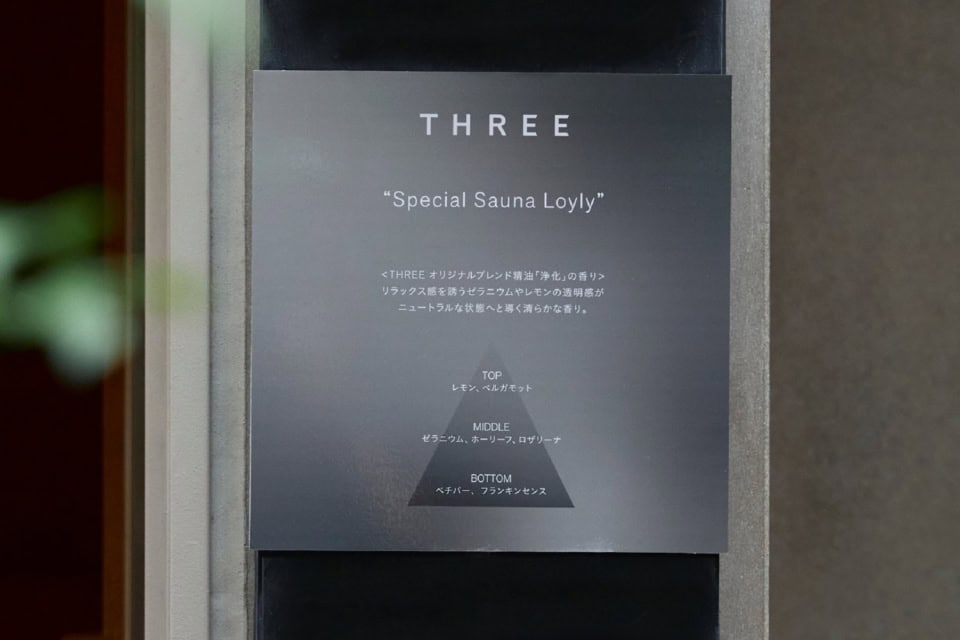 THREE
“Special Sauna Loyly”
<THREE オリジナルブレンド精油「浄化」の香り>
リラックス感を誘うゼラニウムやレモンの透明感が
ニュートラルな状態へと導く清らかな香り。
TOP
レモン、ベルガモット
MIDDLE
ゼラニウム、ホーリーフ、ロザリーナ
BOTTOM
ベチバー、フランキンセンス